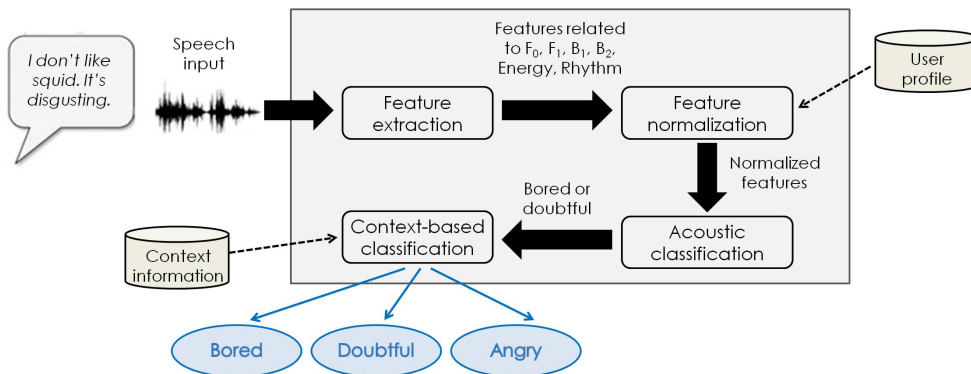 I don't like
squid. It's
disgusting.
Speech
input
Features related
to F₀, F₁, B₁, B₂,
Energy, Rhythm
User
profile
Feature
extraction
Feature
normalization
Normalized
features
Bored or
doubtful
Context-based
classification
Acoustic
classification
Context
information
Bored
Doubtful
Angry